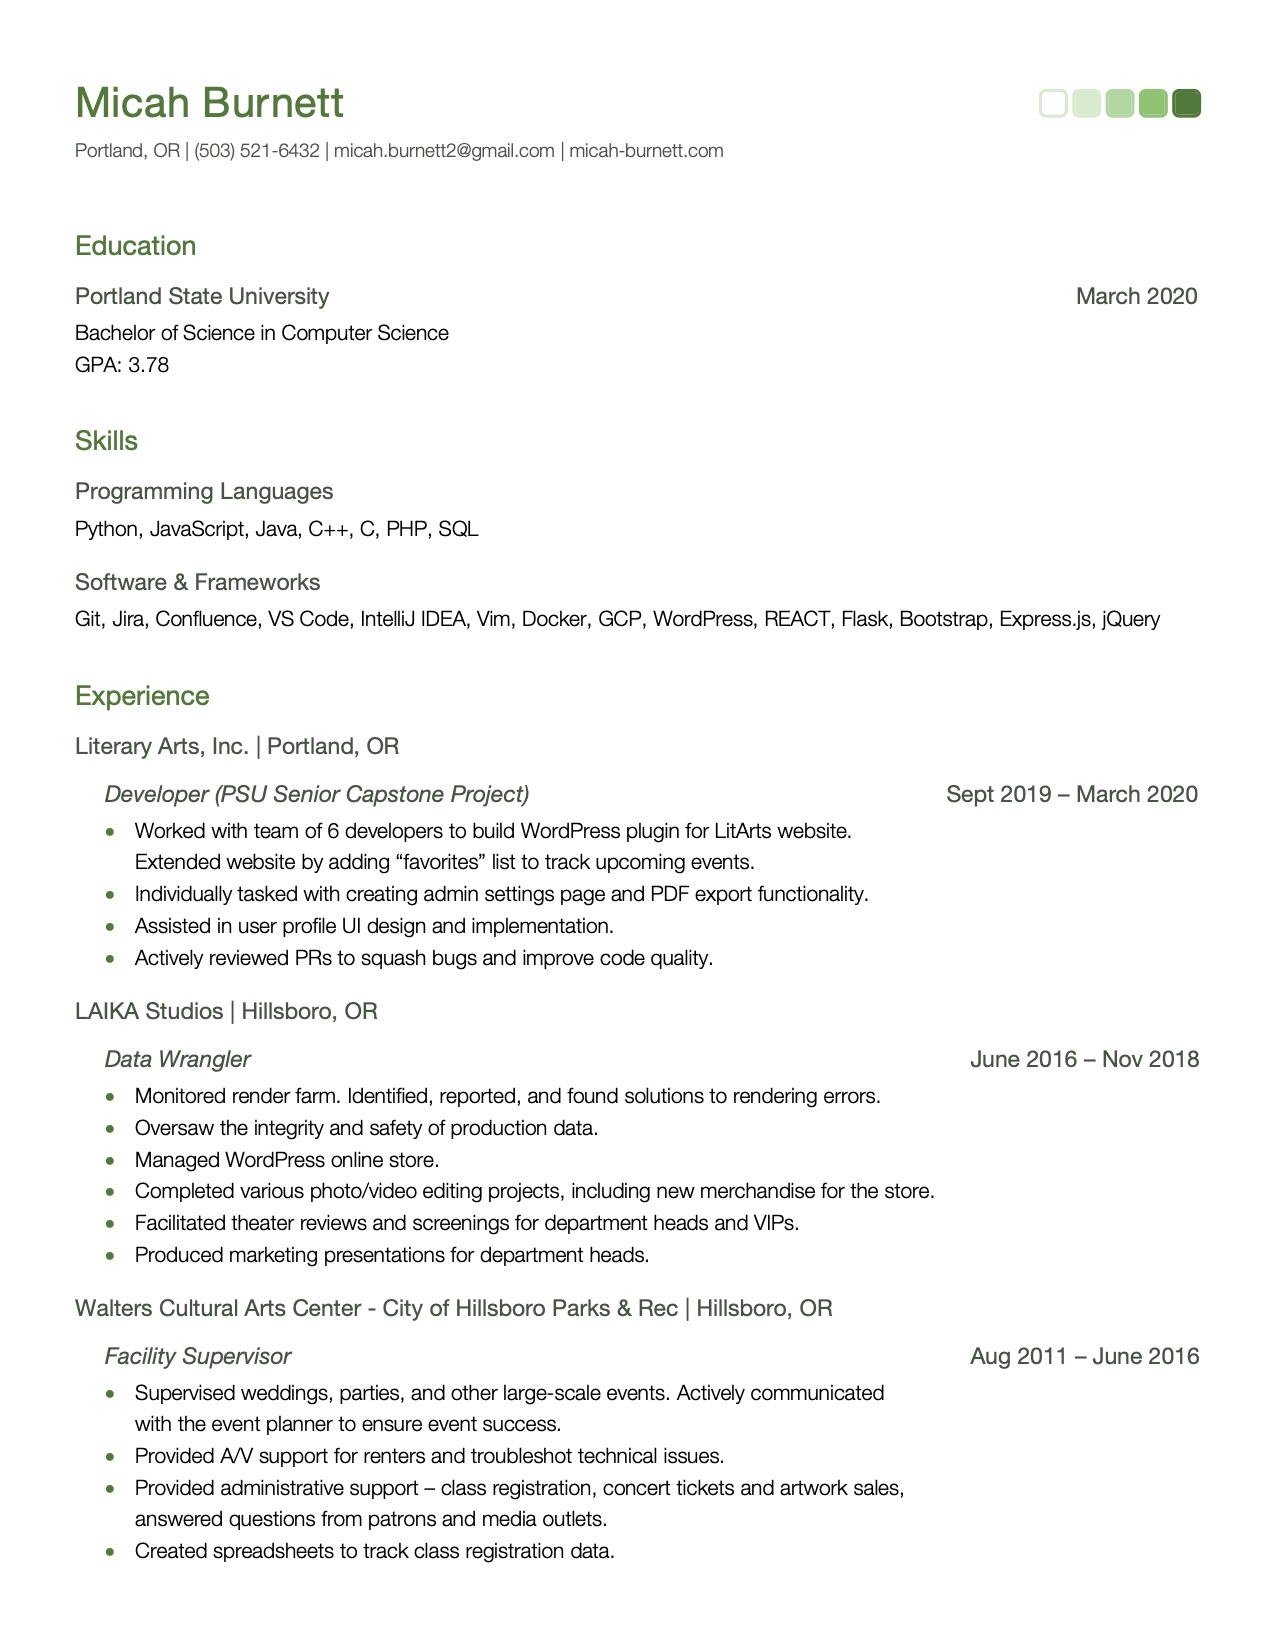 Micah Burnett
Portland, OR | (503) 521-6432 | micah.burnett2@gmail.com | micah-burnett.com
Education
Portland State University March 2020
Bachelor of Science in Computer Science
GPA: 3.78
Skills
Programming Languages
Python, JavaScript, Java, C++, C, PHP, SQL
Software & Frameworks
Git, Jira, Confluence, VS Code, IntelliJ IDEA, Vim, Docker, GCP, WordPress, REACT, Flask, Bootstrap, Express.js, jQuery
Experience
Literary Arts, Inc. | Portland, OR
Developer (PSU Senior Capstone Project) Sept 2019 – March 2020
• Worked with team of 6 developers to build WordPress plugin for LitArts website.
Extended website by adding “favorites” list to track upcoming events.
• Individually tasked with creating admin settings page and PDF export functionality.
• Assisted in user profile UI design and implementation.
• Actively reviewed PRs to squash bugs and improve code quality.
LAIKA Studios | Hillsboro, OR
Data Wrangler June 2016 – Nov 2018
• Monitored render farm. Identified, reported, and found solutions to rendering errors.
• Oversaw the integrity and safety of production data.
• Managed WordPress online store.
• Completed various photo/video editing projects, including new merchandise for the store.
• Facilitated theater reviews and screenings for department heads and VIPs.
• Produced marketing presentations for department heads.
Walters Cultural Arts Center - City of Hillsboro Parks & Rec | Hillsboro, OR
Facility Supervisor Aug 2011 – June 2016
• Supervised weddings, parties, and other large-scale events. Actively communicated
with the event planner to ensure event success.
• Provided A/V support for renters and troubleshot technical issues.
• Provided administrative support – class registration, concert tickets and artwork sales,
answered questions from patrons and media outlets.
• Created spreadsheets to track class registration data.